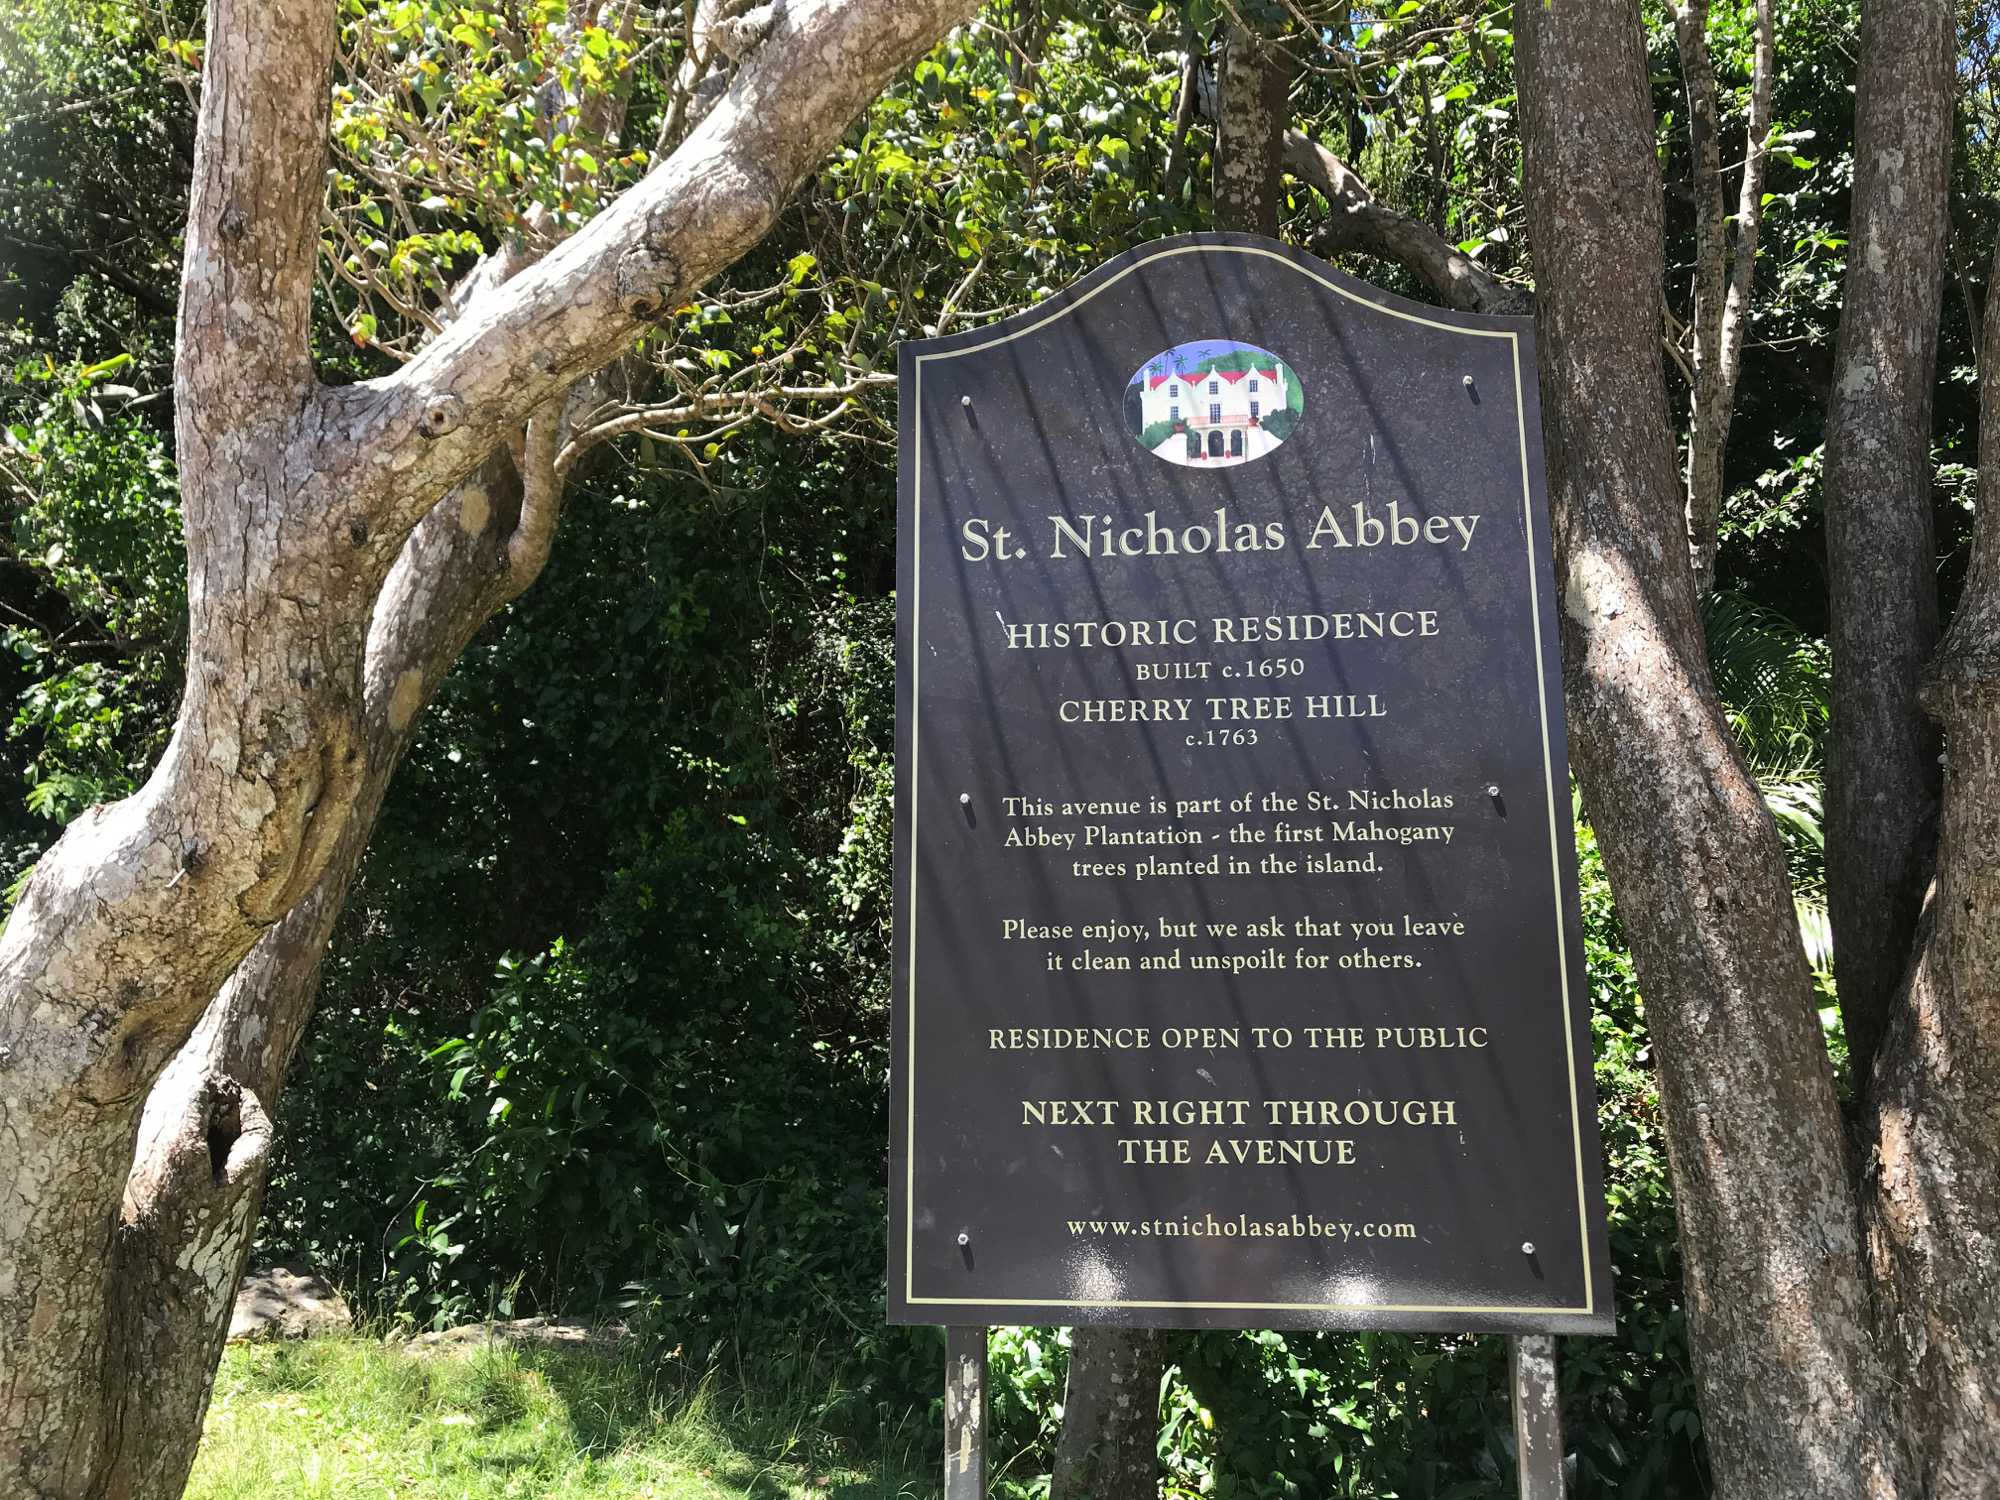 St. Nicholas Abbey
HISTORIC RESIDENCE
BUILT c.1650
CHERRY TREE HILL
c.1763
This avenue is part of the St. Nicholas
Abbey Plantation - the first Mahogany
trees planted in the island.
Please enjoy, but we ask that you leave
it clean and unspoilt for others.
RESIDENCE OPEN TO THE PUBLIC
NEXT RIGHT THROUGH
THE AVENUE
www.stnicholasabbey.com